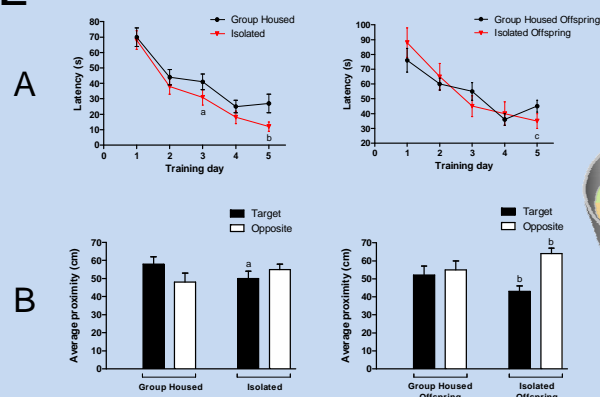 E
A
Group Housed
Isolated
Latency (s)
80
70
60
50
40
30
20
10
0
a
b
0 1 2 3 4 5
Training day
Group Housed Offspring
Isolated Offspring
Latency (s)
100
90
80
70
60
50
40
30
20
c
0 1 2 3 4 5
Training day
B
Target
Opposite
Average proximity (cm)
70
60
50
40
30
20
10
0
a
Group Housed Isolated
Target
Opposite
Average proximity (cm)
70
60
50
40
30
20
10
0
b
b
Group Housed Isolated
Offspring Offspring